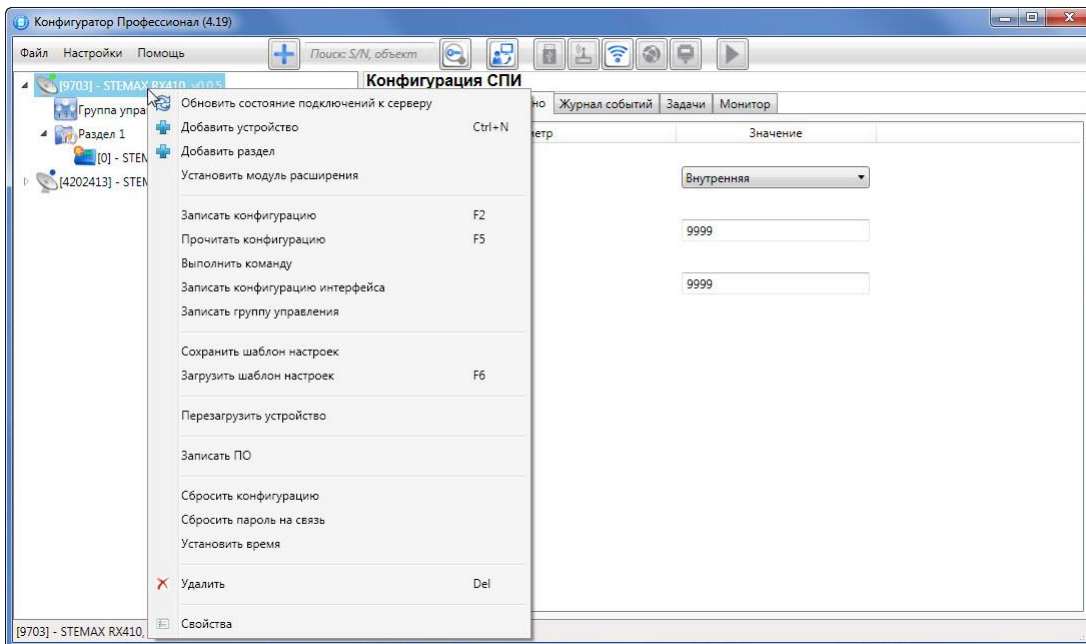 Конфигуратор Профессионал (4.19)
Файл Настройки Помощь Поиск: S/N, объект
[9703] - STEMAX RX410, v0.0.5 Конфигурация СПИ
Группа упра
Раздел 1
[0] - STEM
[4202413] - STEM
но Журнал событий Задачи Монитор
етр Значение
Внутренняя
9999
9999
Обновить состояние подключений к серверу
Добавить устройство Ctrl+N
Добавить раздел
Установить модуль расширения
Записать конфигурацию F2
Прочитать конфигурацию F5
Выполнить команду
Записать конфигурацию интерфейса
Записать группу управления
Сохранить шаблон настроек
Загрузить шаблон настроек F6
Перезагрузить устройство
Записать ПО
Сбросить конфигурацию
Сбросить пароль на связь
Установить время
Удалить Del
Свойства
[9703] - STEMAX RX410,